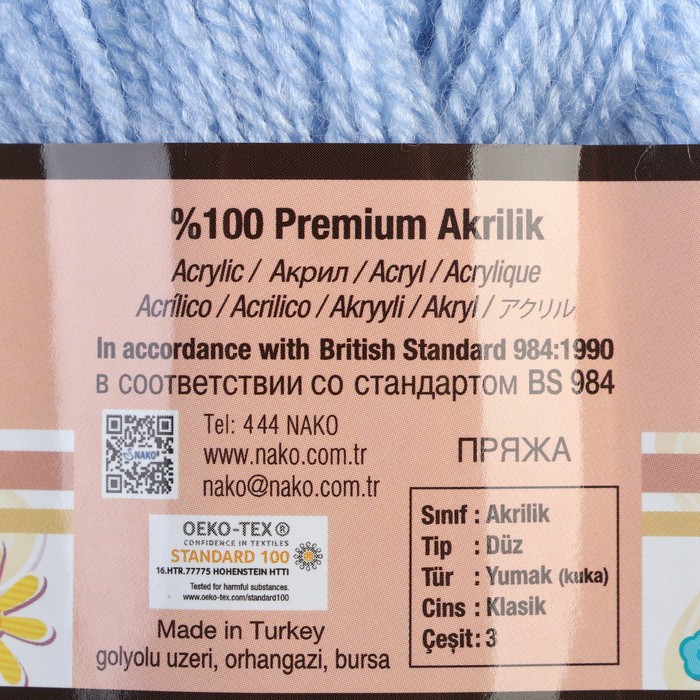 %100 Premium Akrilik
Acrylic / Акрил / Acryl / Acrylique
Acrílico / Acrilico / Akryyli / Akryl / アクリル
In accordance with British Standard 984:1990
в соответствии со стандартом BS 984
NAKO
Tel: 444 NAKO
www.nako.com.tr
nako@nako.com.tr
ПРЯЖА
OEKO-TEX®
CONFIDENCE IN TEXTILES
STANDARD 100
16.HTR.77775 HOHENSTEIN HTTI
Tested for harmful substances.
www.oeko-tex.com/standard100
Sınıf : Akrilik
Tip : Düz
Tür : Yumak (kuka)
Cins : Klasik
Çeşit : 3
Made in Turkey
golyolu uzeri, orhangazi, bursa